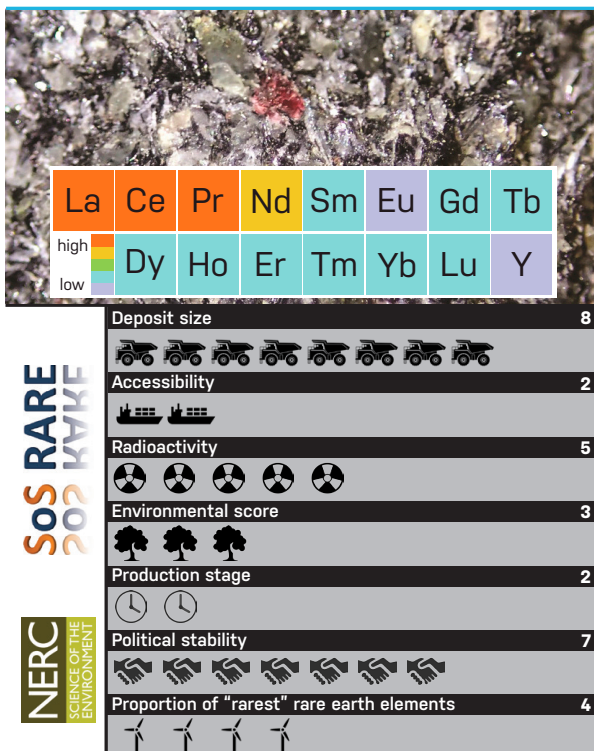 La Ce Pr Nd Sm Eu Gd Tb
high
low
Dy Ho Er Tm Yb Lu Y
Deposit size 8
Accessibility 2
Radioactivity 5
Environmental score 3
Production stage 2
Political stability 7
Proportion of “rarest” rare earth elements 4
SoS RARE
NERC
SCIENCE OF THE
ENVIRONMENT